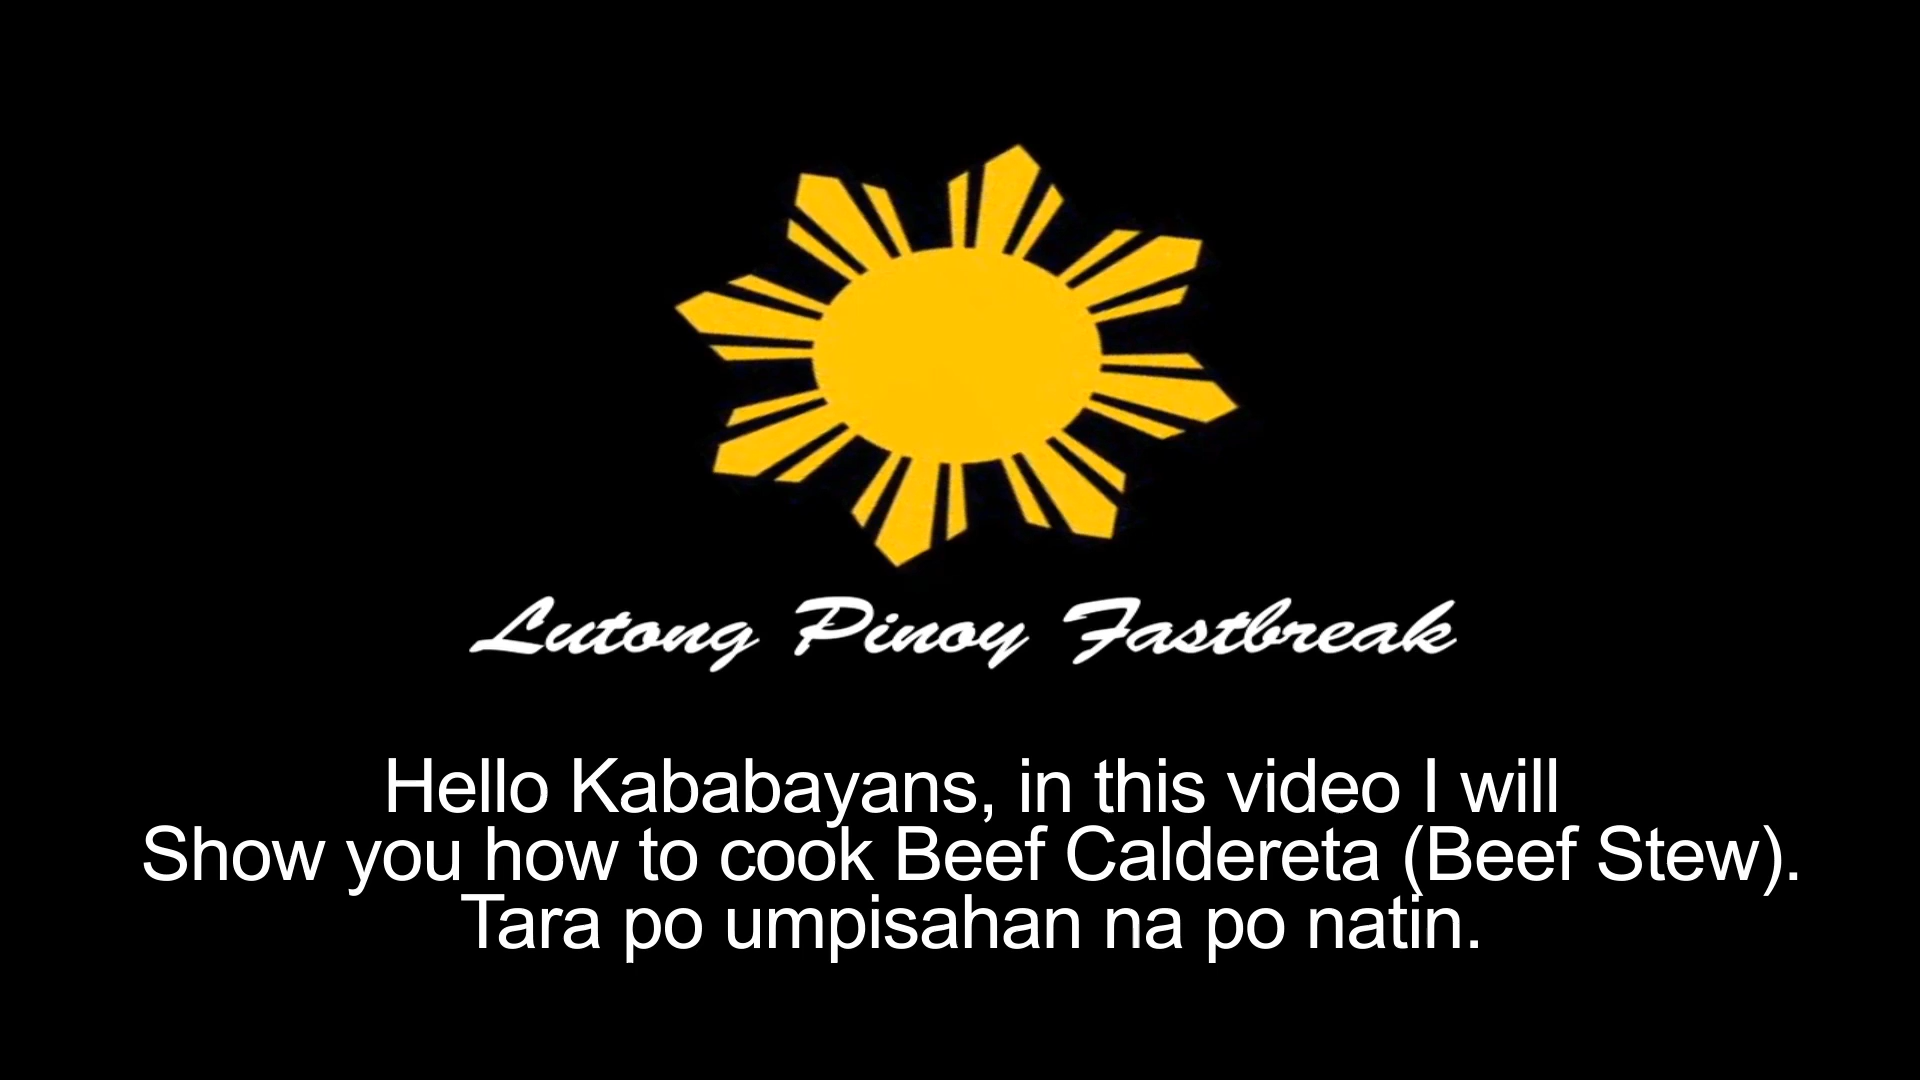 Lutong Pinoy Fastbreak
Hello Kababayans, in this video I will
Show you how to cook Beef Caldereta (Beef Stew).
Tara po umpisahan na po natin.